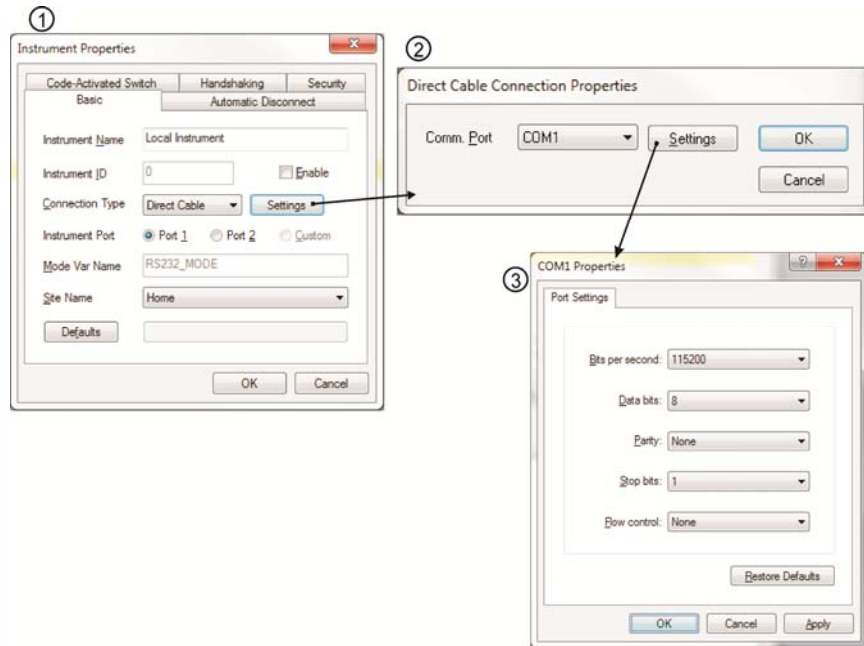 1
Instrument Properties
Code-Activated Switch Handshaking Security
Basic Automatic Disconnect
Instrument Name Local Instrument
Instrument ID 0 Enable
Connection Type Direct Cable Settings
Instrument Port Port 1 Port 2 Custom
Mode Var Name RS232_MODE
Site Name Home
Defaults
OK Cancel
2
Direct Cable Connection Properties
Comm. Port COM1 Settings OK
Cancel
3
COM1 Properties
Port Settings
Bits per second: 115200
Data bits: 8
Parity: None
Stop bits: 1
Flow control: None
Restore Defaults
OK Cancel Apply